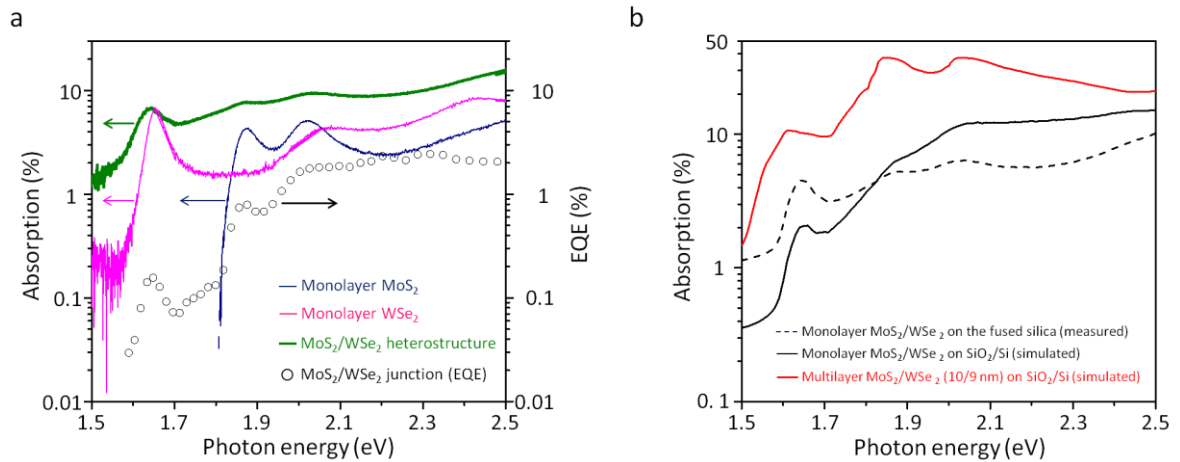 a
Absorption (%)
10
1
0.1
0.01
10
1
0.1
0.01
EQE (%)
Monolayer MoS₂
Monolayer WSe₂
MoS₂/WSe₂ heterostructure
MoS₂/WSe₂ junction (EQE)
1.5 1.7 1.9 2.1 2.3 2.5
Photon energy (eV)
b
Absorption (%)
50
10
1
0.1
Monolayer MoS₂/WSe₂ on the fused silica (measured)
Monolayer MoS₂/WSe₂ on SiO₂/Si (simulated)
Multilayer MoS₂/WSe₂ (10/9 nm) on SiO₂/Si (simulated)
1.5 1.7 1.9 2.1 2.3 2.5
Photon energy (eV)